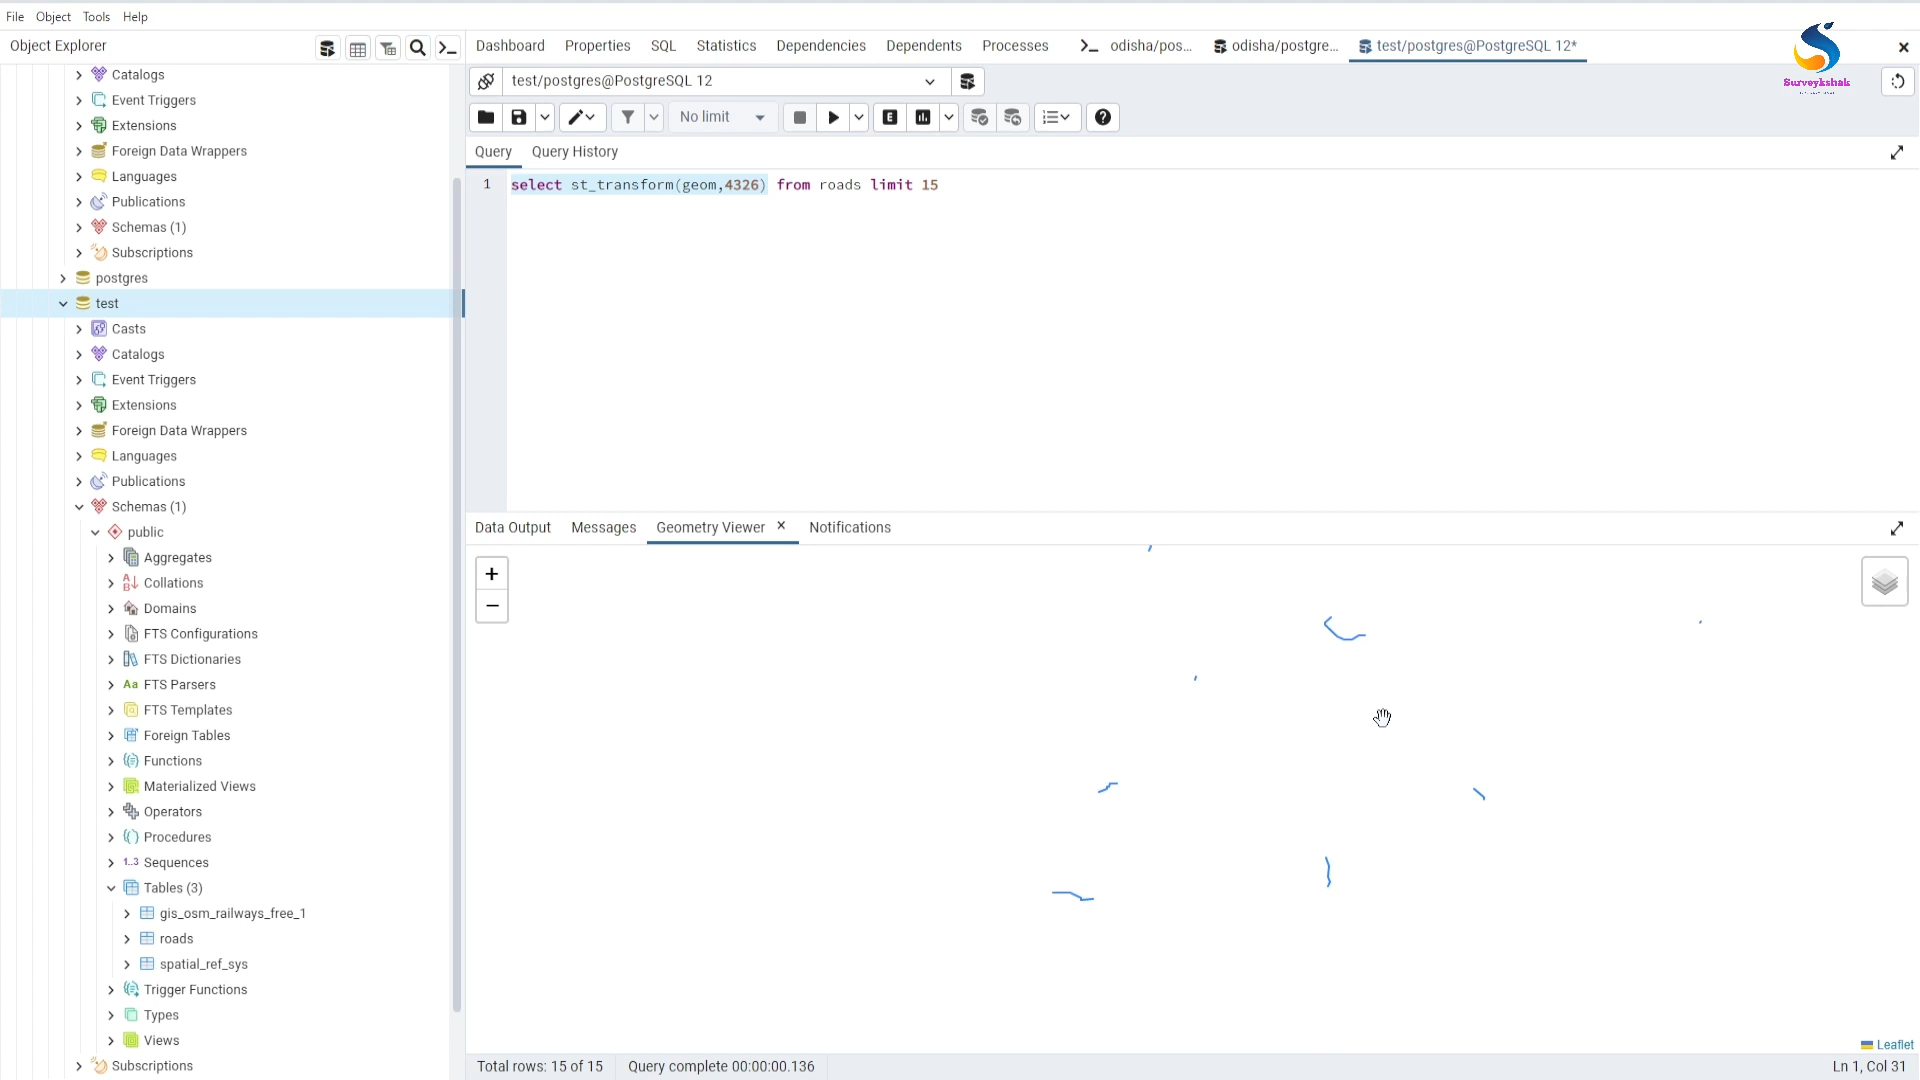 File Object Tools Help
Object Explorer
Dashboard Properties SQL Statistics Dependencies Dependents Processes odisha/pos... odisha/postgre... test/postgres@PostgreSQL 12*
Surveykshak
test/postgres@PostgreSQL 12
No limit
Query Query History
1 select st_transform(geom,4326) from roads limit 15
Catalogs
Event Triggers
Extensions
Foreign Data Wrappers
Languages
Publications
Schemas (1)
Subscriptions
postgres
test
Casts
Catalogs
Event Triggers
Extensions
Foreign Data Wrappers
Languages
Publications
Schemas (1)
public
Aggregates
Collations
Domains
FTS Configurations
FTS Dictionaries
Aa FTS Parsers
FTS Templates
Foreign Tables
Functions
Materialized Views
Operators
Procedures
1..3 Sequences
Tables (3)
gis_osm_railways_free_1
roads
spatial_ref_sys
Trigger Functions
Types
Views
Subscriptions
Data Output Messages Geometry Viewer Notifications
+
−
Leaflet
Total rows: 15 of 15 Query complete 00:00:00.136 Ln 1, Col 31